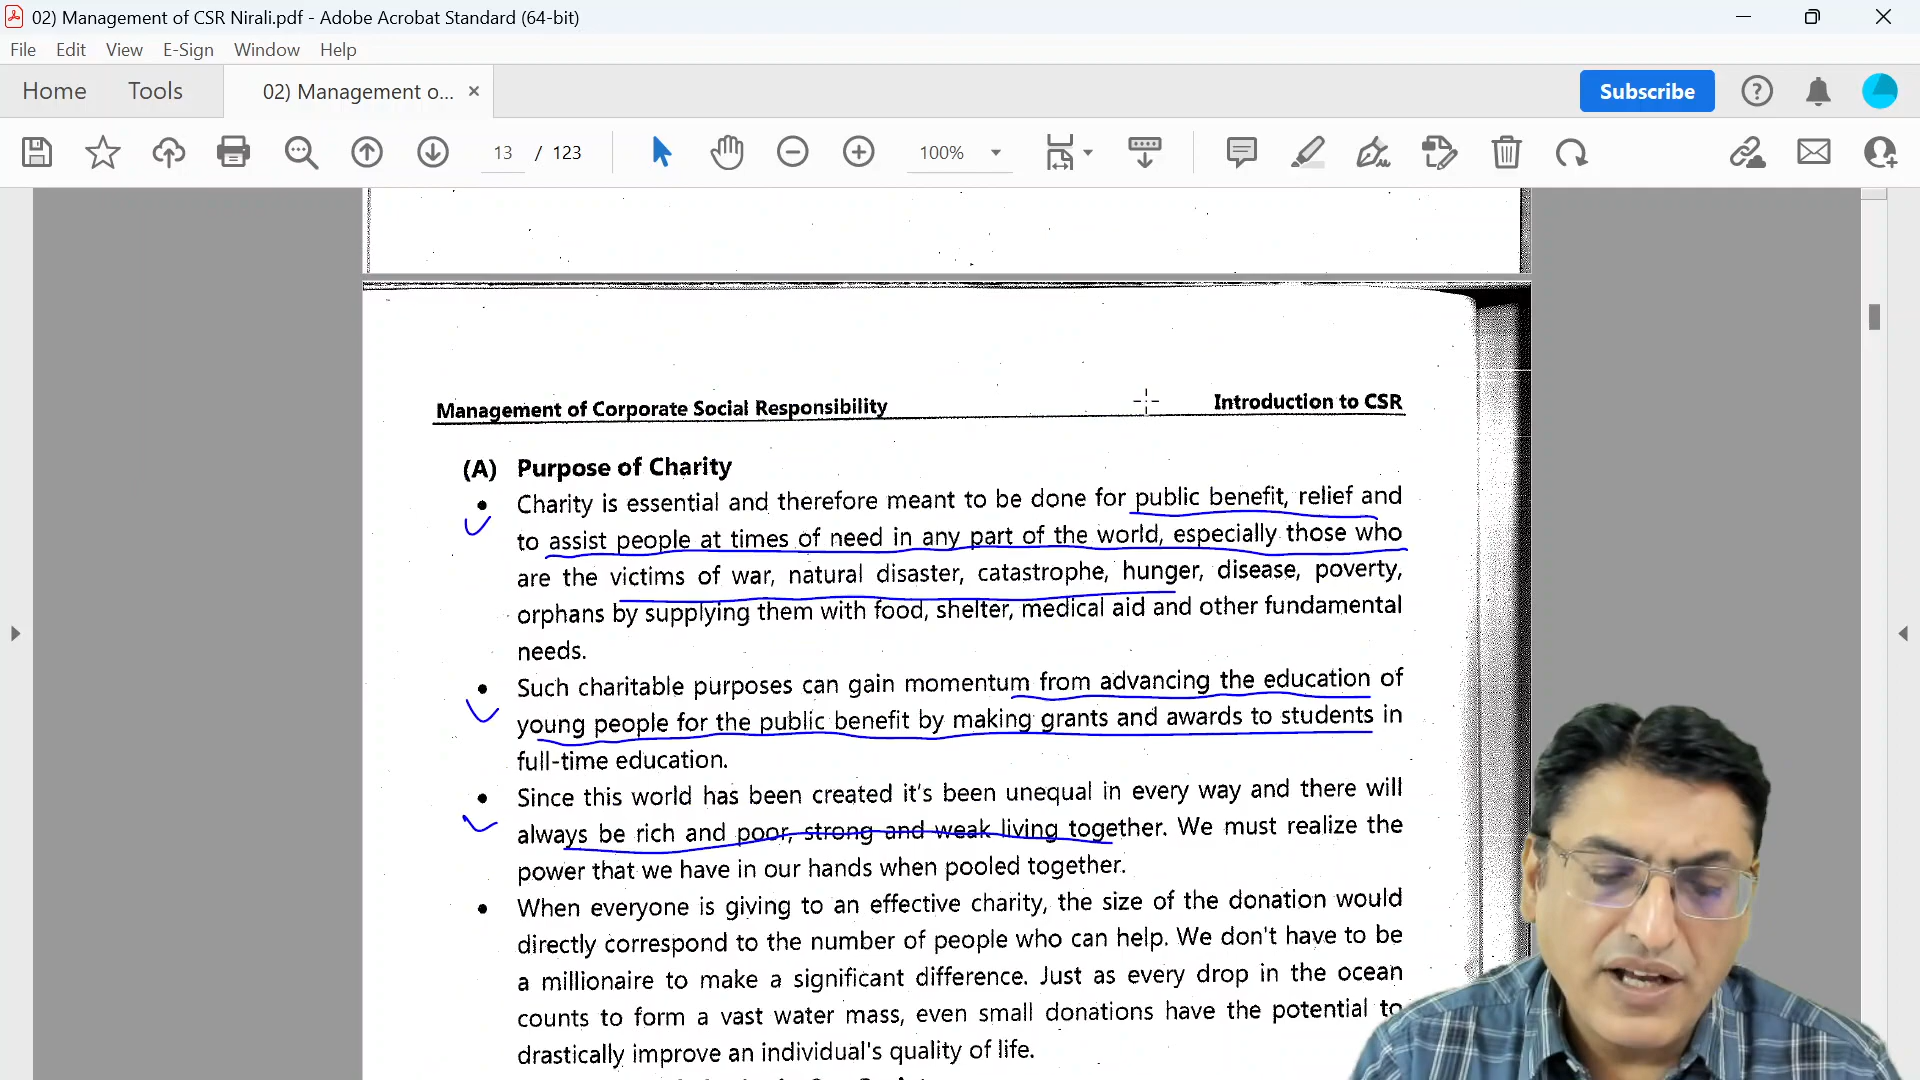 02) Management of CSR Nirali.pdf - Adobe Acrobat Standard (64-bit)
File Edit View E-Sign Window Help
Home Tools 02) Management o... × Subscribe
13 / 123 100%
Management of Corporate Social Responsibility Introduction to CSR
(A) Purpose of Charity
• Charity is essential and therefore meant to be done for public benefit, relief and
to assist people at times of need in any part of the world, especially those who
are the victims of war, natural disaster, catastrophe, hunger, disease, poverty,
orphans by supplying them with food, shelter, medical aid and other fundamental
needs.
• Such charitable purposes can gain momentum from advancing the education of
young people for the public benefit by making grants and awards to students in
full-time education.
• Since this world has been created it's been unequal in every way and there will
always be rich and poor, strong and weak living together. We must realize the
power that we have in our hands when pooled together.
• When everyone is giving to an effective charity, the size of the donation would
directly correspond to the number of people who can help. We don't have to be
a millionaire to make a significant difference. Just as every drop in the ocean
counts to form a vast water mass, even small donations have the potential to
drastically improve an individual's quality of life.